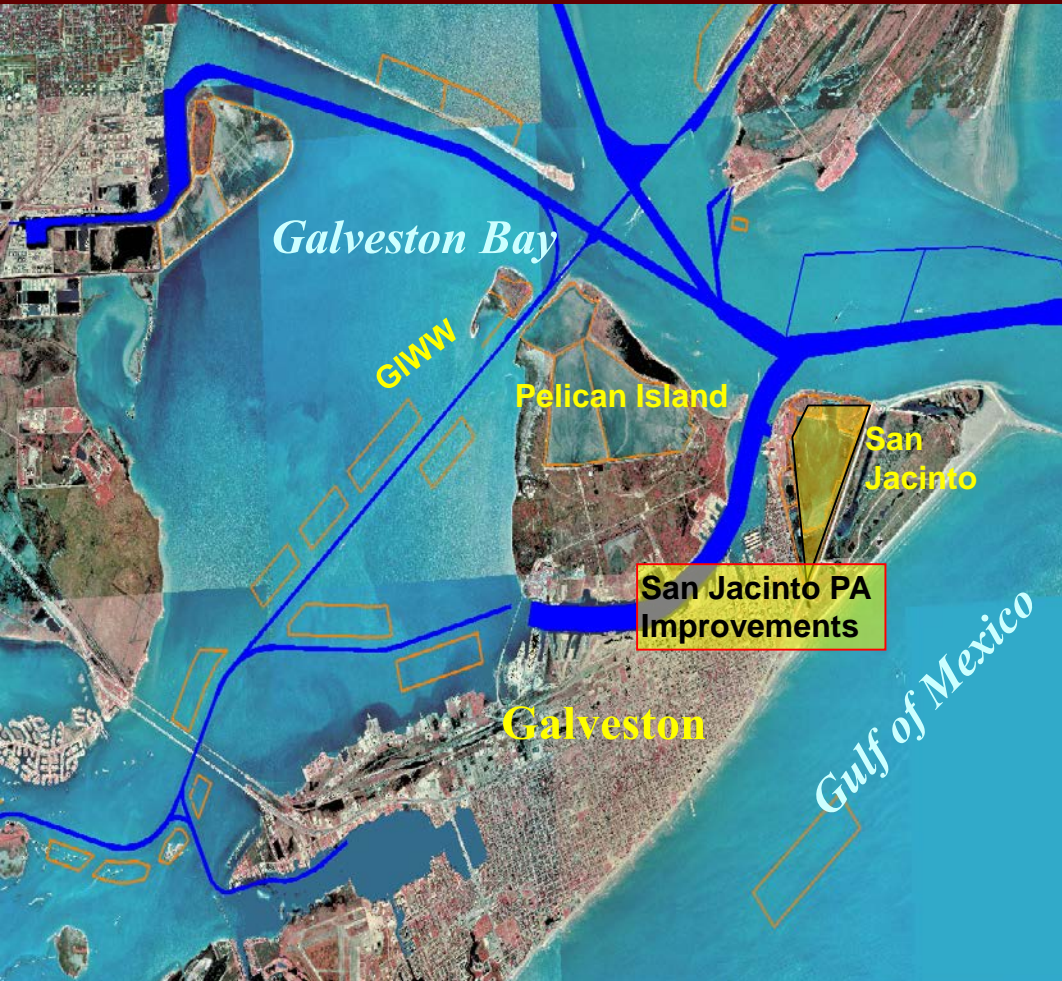 Galveston Bay
GIWW
Pelican Island
San
Jacinto
San Jacinto PA
Improvements
Galveston
Gulf of Mexico